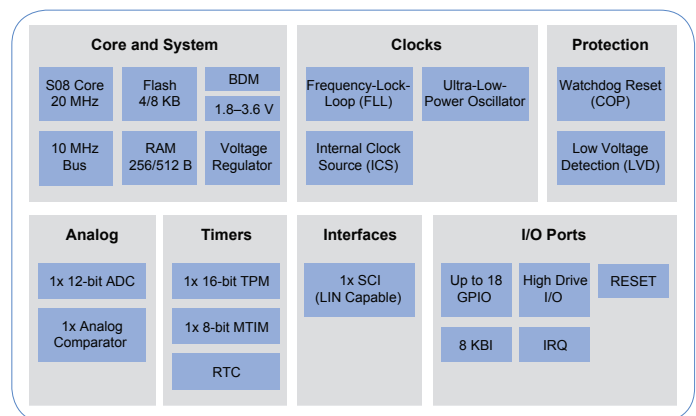 Core and System
S08 Core
20 MHz
Flash
4/8 KB
BDM
1.8–3.6 V
10 MHz
Bus
RAM
256/512 B
Voltage
Regulator
Clocks
Frequency-Lock-
Loop (FLL)
Ultra-Low-
Power Oscillator
Internal Clock
Source (ICS)
Protection
Watchdog Reset
(COP)
Low Voltage
Detection (LVD)
Analog
1x 12-bit ADC
1x Analog
Comparator
Timers
1x 16-bit TPM
1x 8-bit MTIM
RTC
Interfaces
1x SCI
(LIN Capable)
I/O Ports
Up to 18
GPIO
High Drive
I/O
RESET
8 KBI
IRQ